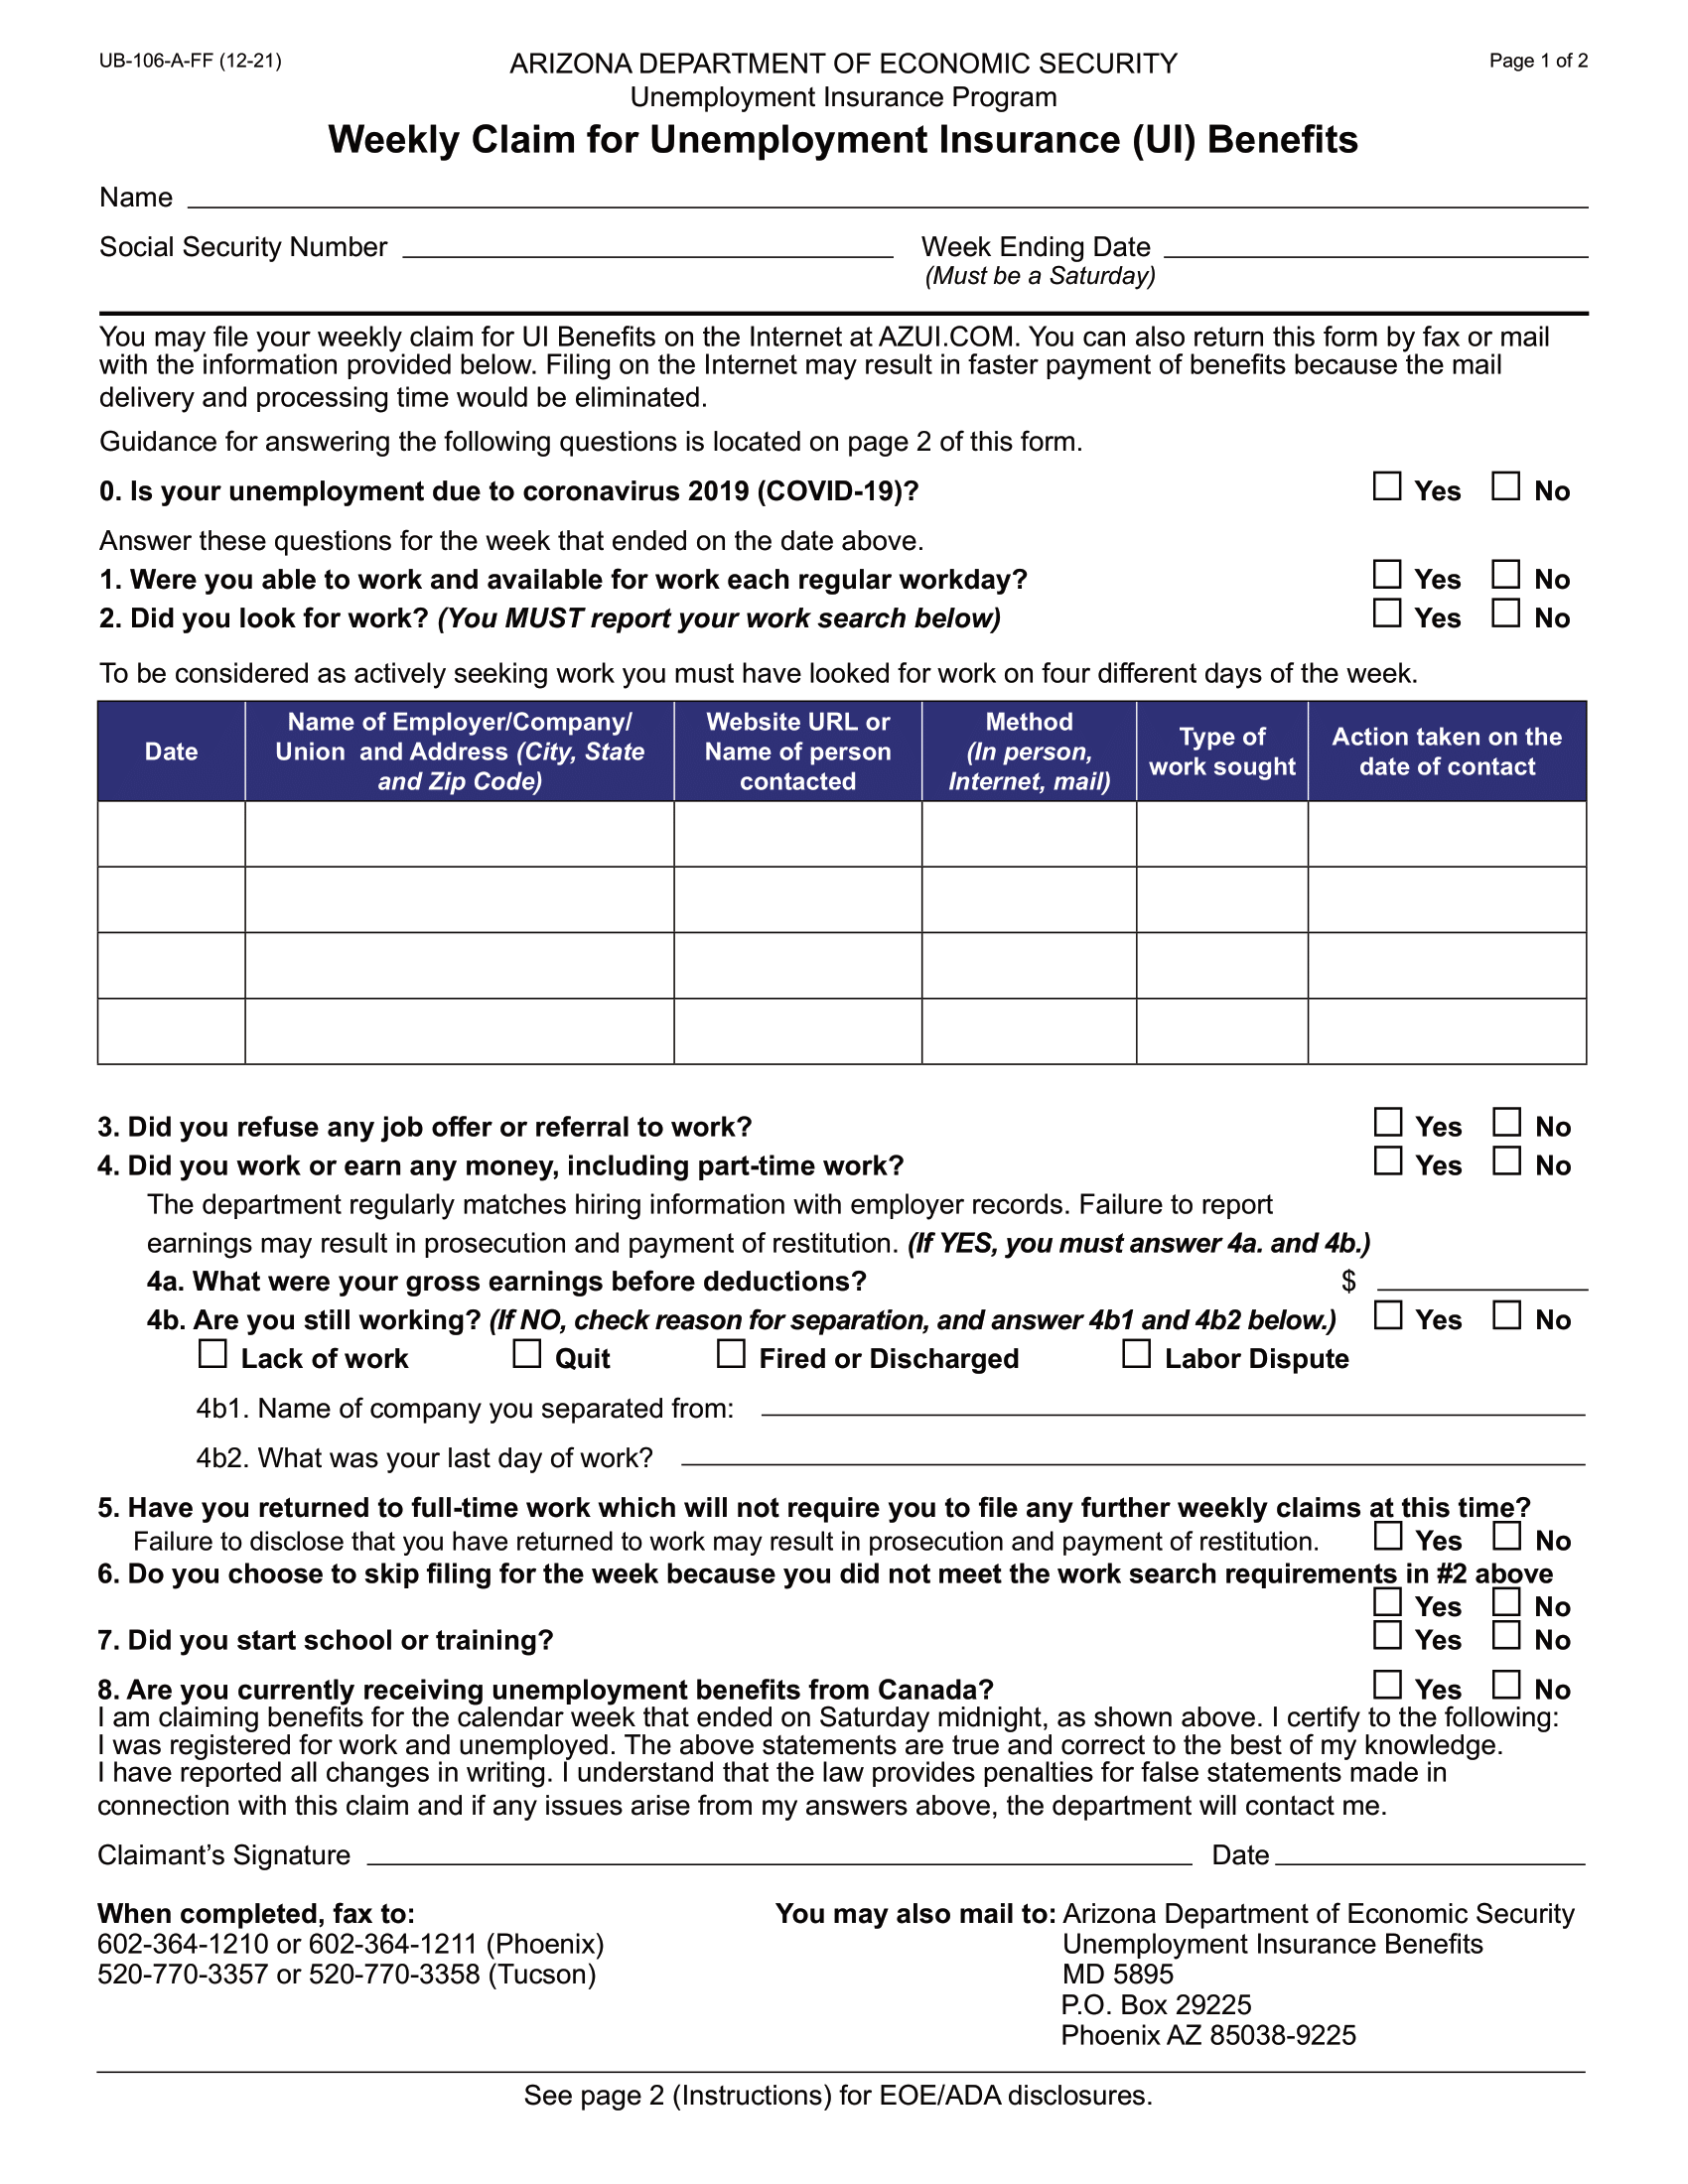 UB-106-A-FF (12-21)
ARIZONA DEPARTMENT OF ECONOMIC SECURITY
Page 1 of 2
Unemployment Insurance Program
Weekly Claim for Unemployment Insurance (UI) Benefits
Name
Social Security Number
Week Ending Date
(Must be a Saturday)
You may file your weekly claim for UI Benefits on the Internet at AZUI.COM. You can also return this form by fax or mail
with the information provided below. Filing on the Internet may result in faster payment of benefits because the mail
delivery and processing time would be eliminated.
Guidance for answering the following questions is located on page 2 of this form.
0. Is your unemployment due to coronavirus 2019 (COVID-19)? Yes No
Answer these questions for the week that ended on the date above.
1. Were you able to work and available for work each regular workday? Yes No
2. Did you look for work? (You MUST report your work search below) Yes No
To be considered as actively seeking work you must have looked for work on four different days of the week.
Date
Name of Employer/Company/
Union and Address (City, State
and Zip Code)
Website URL or
Name of person
contacted
Method
(In person,
Internet, mail)
Type of
work sought
Action taken on the
date of contact
3. Did you refuse any job offer or referral to work? Yes No
4. Did you work or earn any money, including part-time work? Yes No
The department regularly matches hiring information with employer records. Failure to report
earnings may result in prosecution and payment of restitution. (If YES, you must answer 4a. and 4b.)
4a. What were your gross earnings before deductions? $
4b. Are you still working? (If NO, check reason for separation, and answer 4b1 and 4b2 below.) Yes No
Lack of work Quit Fired or Discharged Labor Dispute
4b1. Name of company you separated from:
4b2. What was your last day of work?
5. Have you returned to full-time work which will not require you to file any further weekly claims at this time?
Failure to disclose that you have returned to work may result in prosecution and payment of restitution. Yes No
6. Do you choose to skip filing for the week because you did not meet the work search requirements in #2 above
Yes No
7. Did you start school or training? Yes No
8. Are you currently receiving unemployment benefits from Canada? Yes No
I am claiming benefits for the calendar week that ended on Saturday midnight, as shown above. I certify to the following:
I was registered for work and unemployed. The above statements are true and correct to the best of my knowledge.
I have reported all changes in writing. I understand that the law provides penalties for false statements made in
connection with this claim and if any issues arise from my answers above, the department will contact me.
Claimant’s Signature Date
When completed, fax to:
602-364-1210 or 602-364-1211 (Phoenix)
520-770-3357 or 520-770-3358 (Tucson)
You may also mail to: Arizona Department of Economic Security
Unemployment Insurance Benefits
MD 5895
P.O. Box 29225
Phoenix AZ 85038-9225
See page 2 (Instructions) for EOE/ADA disclosures.